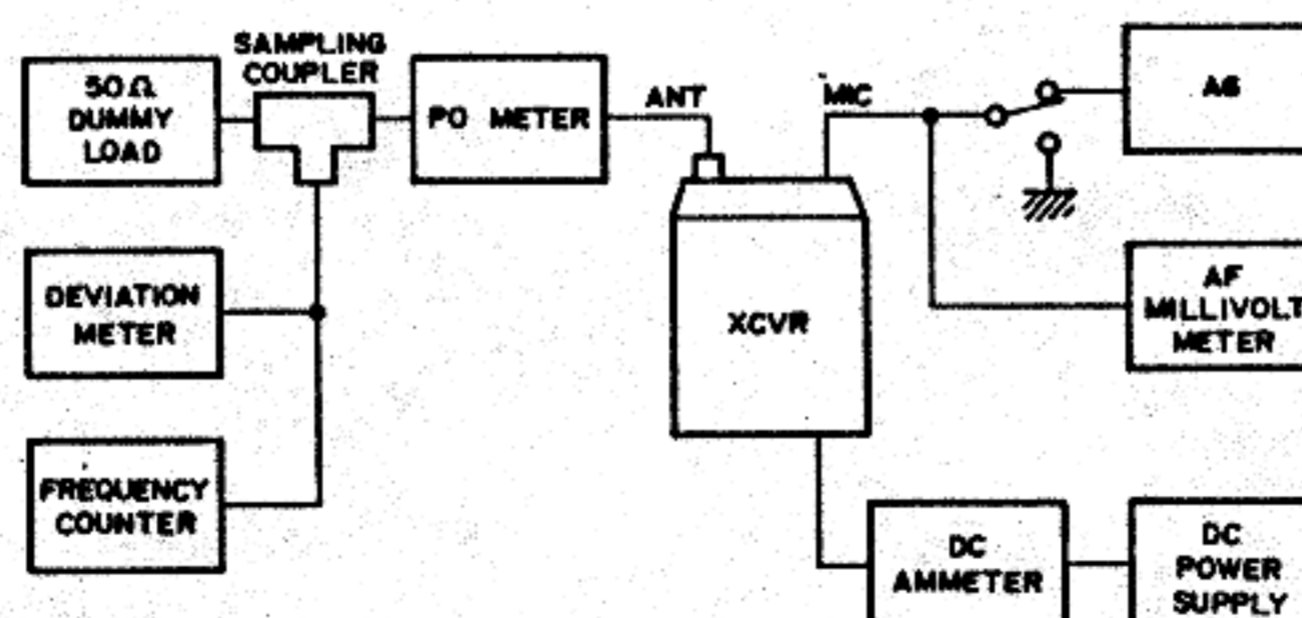 SAMPLING
COUPLER
50Ω
DUMMY
LOAD
PO METER
ANT
MIC
AG
DEVIATION
METER
XCVR
AF
MILLIVOLT
METER
FREQUENCY
COUNTER
DC
AMMETER
DC
POWER
SUPPLY